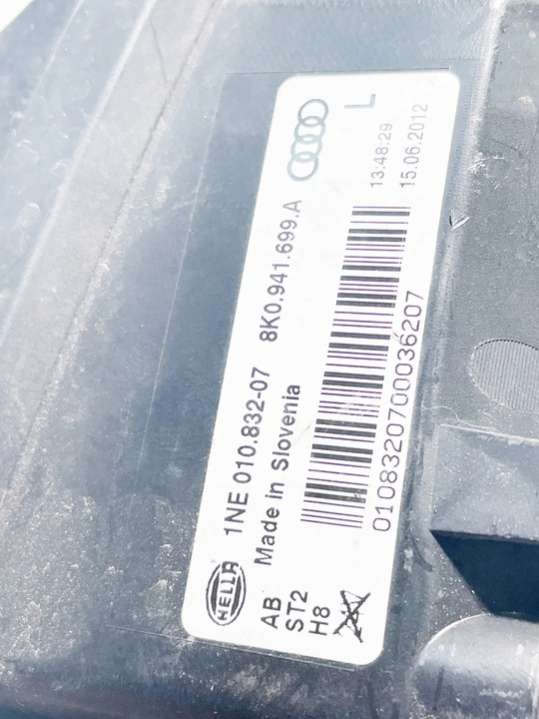 HELLA
1NE 010.832-07 8K0.941.699.A
Made in Slovenia
AB
ST2
H8
L
13:48:29
15.06.2012
0108320700036207